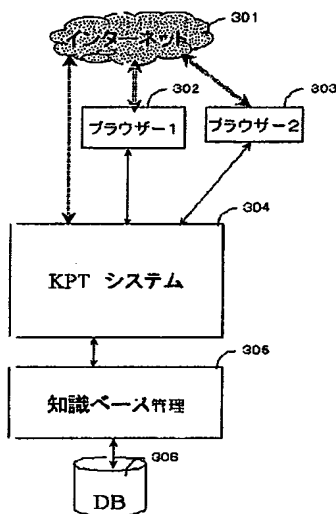 301
インターネット
302
303
ブラウザー1
ブラウザー2
304
KPT システム
305
知識ベース管理
306
DB